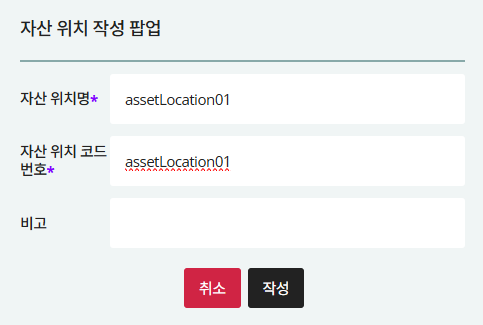 자산 위치 작성 팝업
자산 위치명*
assetLocation01
자산 위치 코드
번호*
assetLocation01
비고
취소
작성